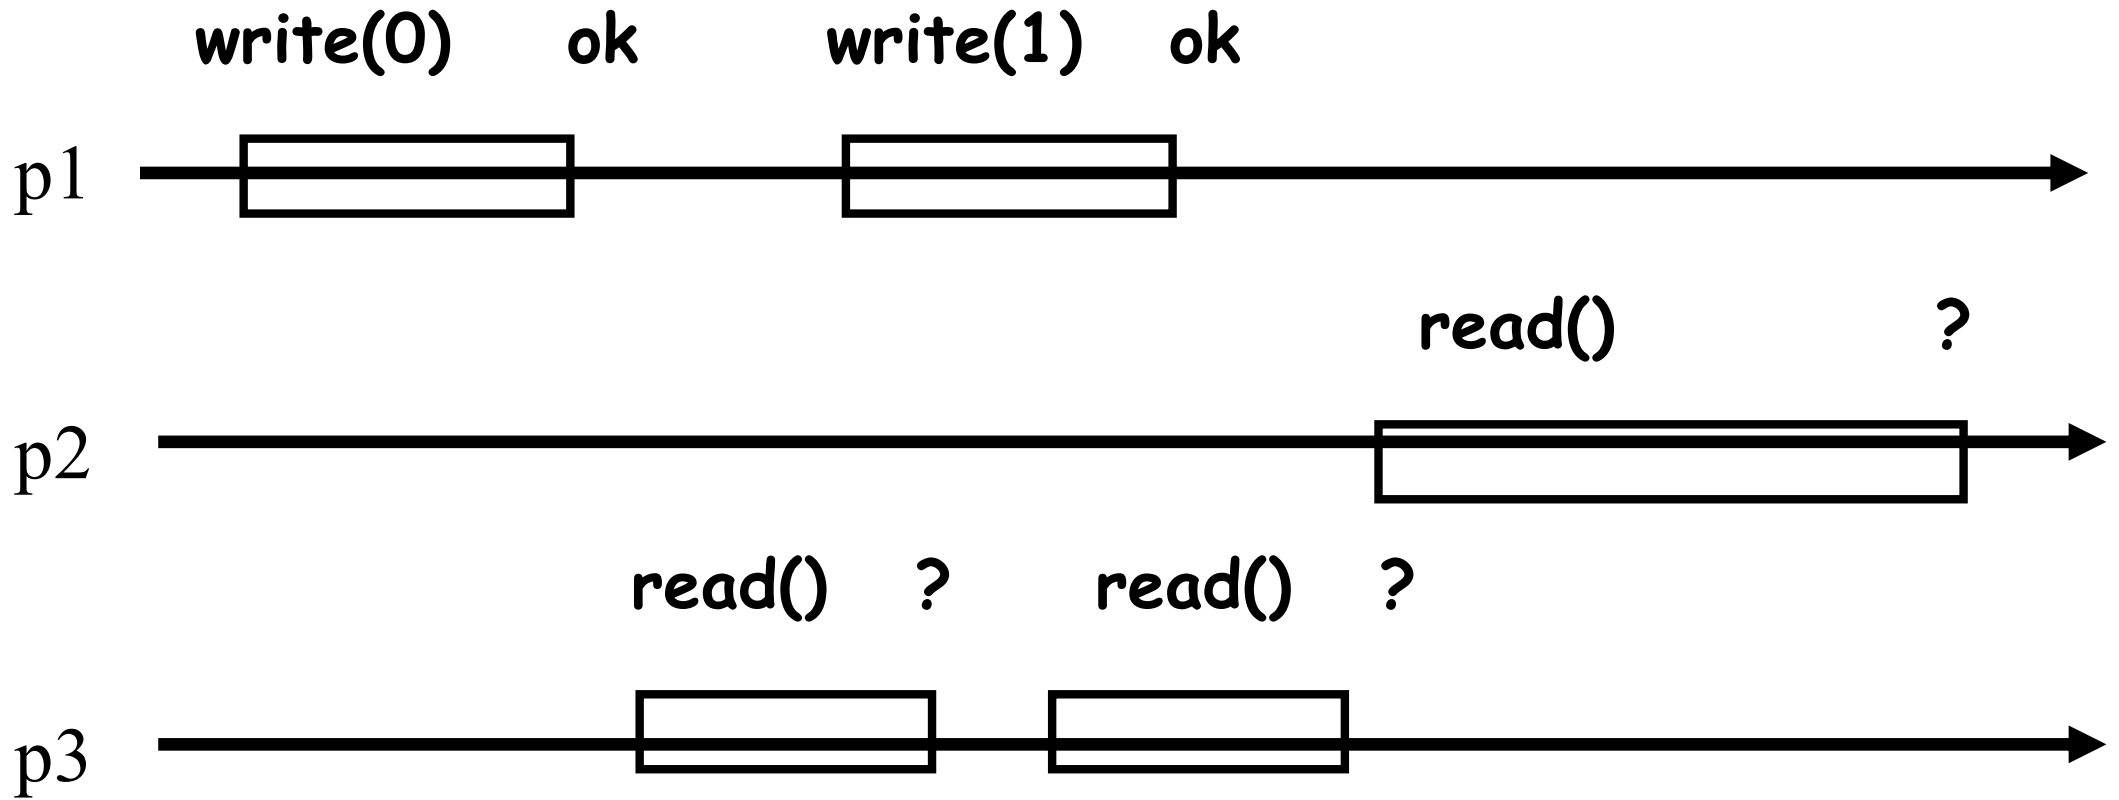 write(0) ok write(1) ok
p1
read() ?
p2
read() ? read() ?
p3